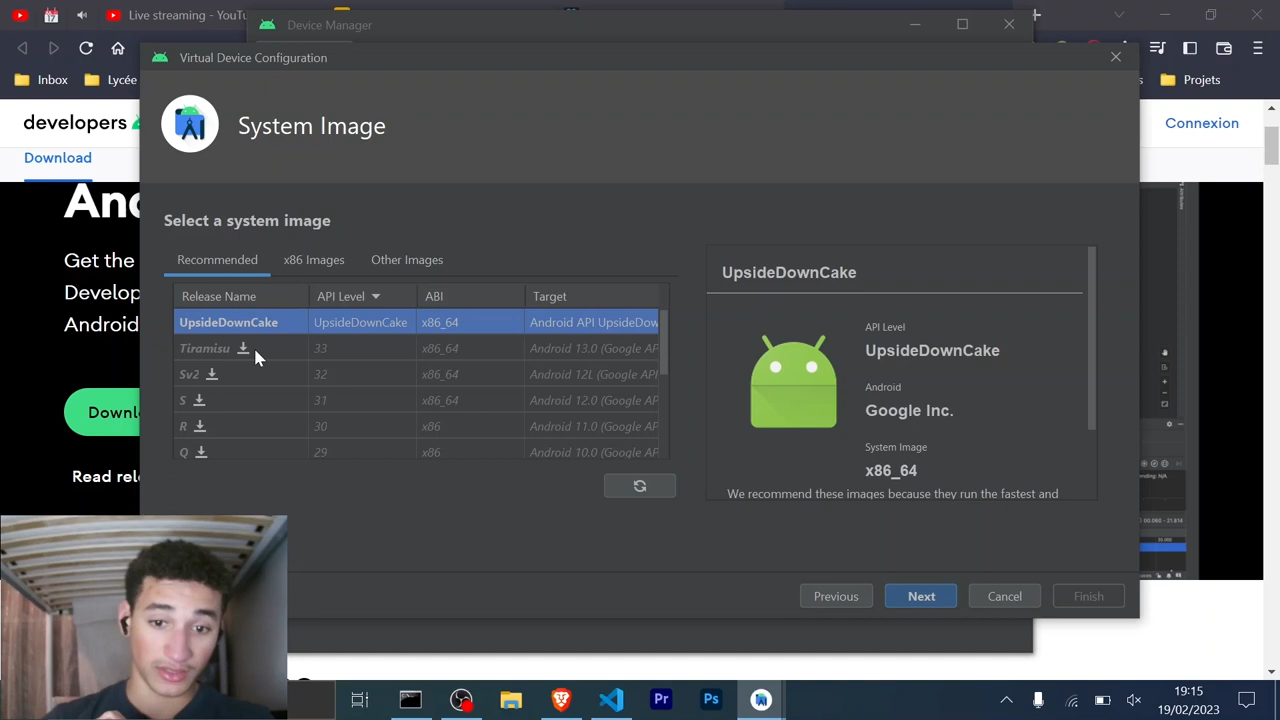 Live streaming - YouTu
Device Manager
Inbox
Lycée
Projets
Virtual Device Configuration
developers
Connexion
Download
System Image
And
Get the
Develop
Android
Downl
Read rele
Select a system image
Recommended
x86 Images
Other Images
Release Name
API Level
ABI
Target
UpsideDownCake
UpsideDownCake
x86_64
Android API UpsideDow
Tiramisu
33
x86_64
Android 13.0 (Google AP
Sv2
32
x86_64
Android 12L (Google AP
S
31
x86_64
Android 12.0 (Google AP
R
30
x86
Android 11.0 (Google AP
Q
29
x86
Android 10.0 (Google AP
UpsideDownCake
API Level
UpsideDownCake
Android
Google Inc.
System Image
x86_64
We recommend these images because they run the fastest and
Previous
Next
Cancel
Finish
Pr
Ps
19:15
19/02/2023